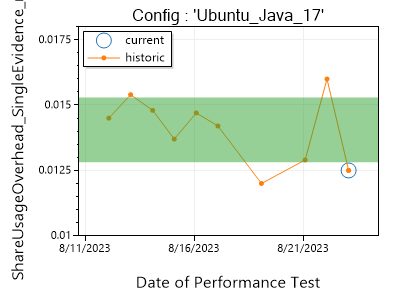 Config : 'Ubuntu_Java_17'
ShareUsageOverhead_SingleEvidence_
0.0175
current
historic
0.015
0.0125
0.01
8/11/2023 8/16/2023 8/21/2023
Date of Performance Test